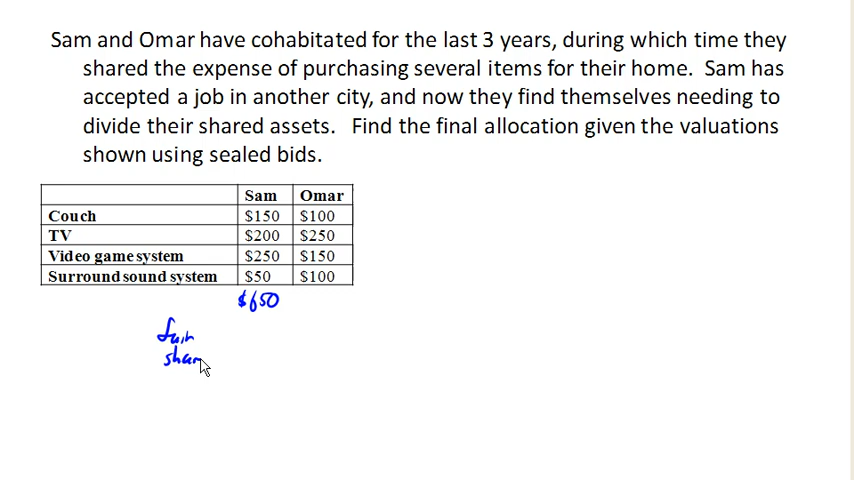 Sam and Omar have cohabitated for the last 3 years, during which time they
shared the expense of purchasing several items for their home. Sam has
accepted a job in another city, and now they find themselves needing to
divide their shared assets. Find the final allocation given the valuations
shown using sealed bids.
Sam Omar
Couch $150 $100
TV $200 $250
Video game system $250 $150
Surround sound system $50 $100
$650
fair
shar